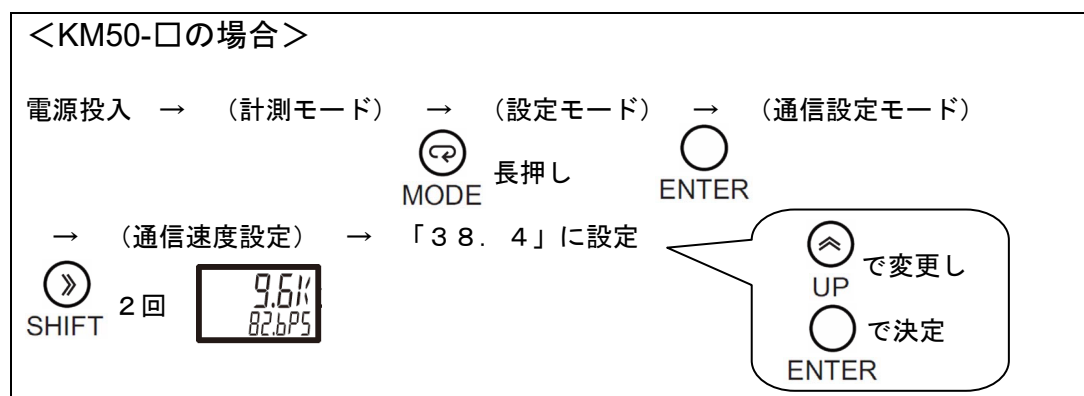 ＜KM50-□の場合＞
電源投入　→　（計測モード）　→　（設定モード）　→　（通信設定モード）
MODE 長押し　ENTER
→　（通信速度設定）　→　「３８．４」に設定
SHIFT ２回
9.6K
82.bPS
UP で変更し
ENTER で決定